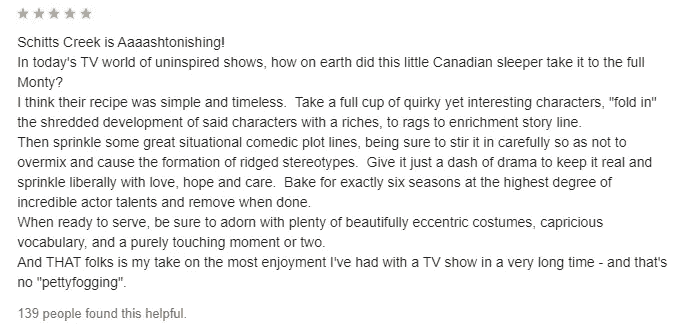 Schitts Creek is Aaaashtonishing!
In today's TV world of uninspired shows, how on earth did this little Canadian sleeper take it to the full
Monty?
I think their recipe was simple and timeless.  Take a full cup of quirky yet interesting characters, "fold in"
the shredded development of said characters with a riches, to rags to enrichment story line.
Then sprinkle some great situational comedic plot lines, being sure to stir it in carefully so as not to
overmix and cause the formation of ridged stereotypes.  Give it just a dash of drama to keep it real and
sprinkle liberally with love, hope and care.  Bake for exactly six seasons at the highest degree of
incredible actor talents and remove when done.
When ready to serve, be sure to adorn with plenty of beautifully eccentric costumes, capricious
vocabulary, and a purely touching moment or two.
And THAT folks is my take on the most enjoyment I've had with a TV show in a very long time - and that's
no "pettyfogging".
139 people found this helpful.